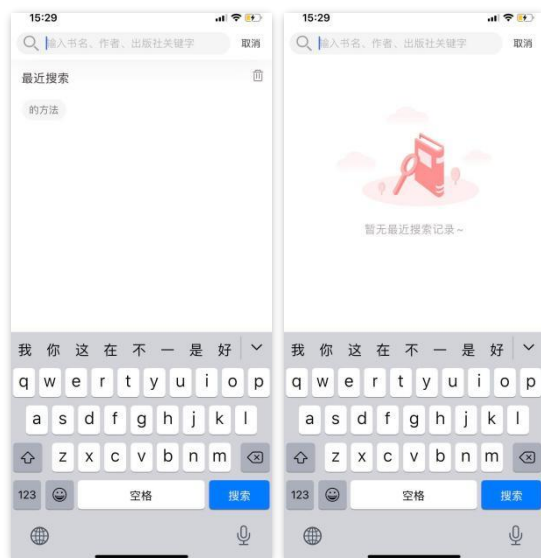 15:29
输入书名、作者、出版社关键字 取消
最近搜索
的方法
我 你 这 在 不 一 是 好
q w e r t y u i o p
a s d f g h j k l
z x c v b n m
123 空格 搜索
15:29
输入书名、作者、出版社关键字 取消
暂无最近搜索记录~
我 你 这 在 不 一 是 好
q w e r t y u i o p
a s d f g h j k l
z x c v b n m
123 空格 搜索